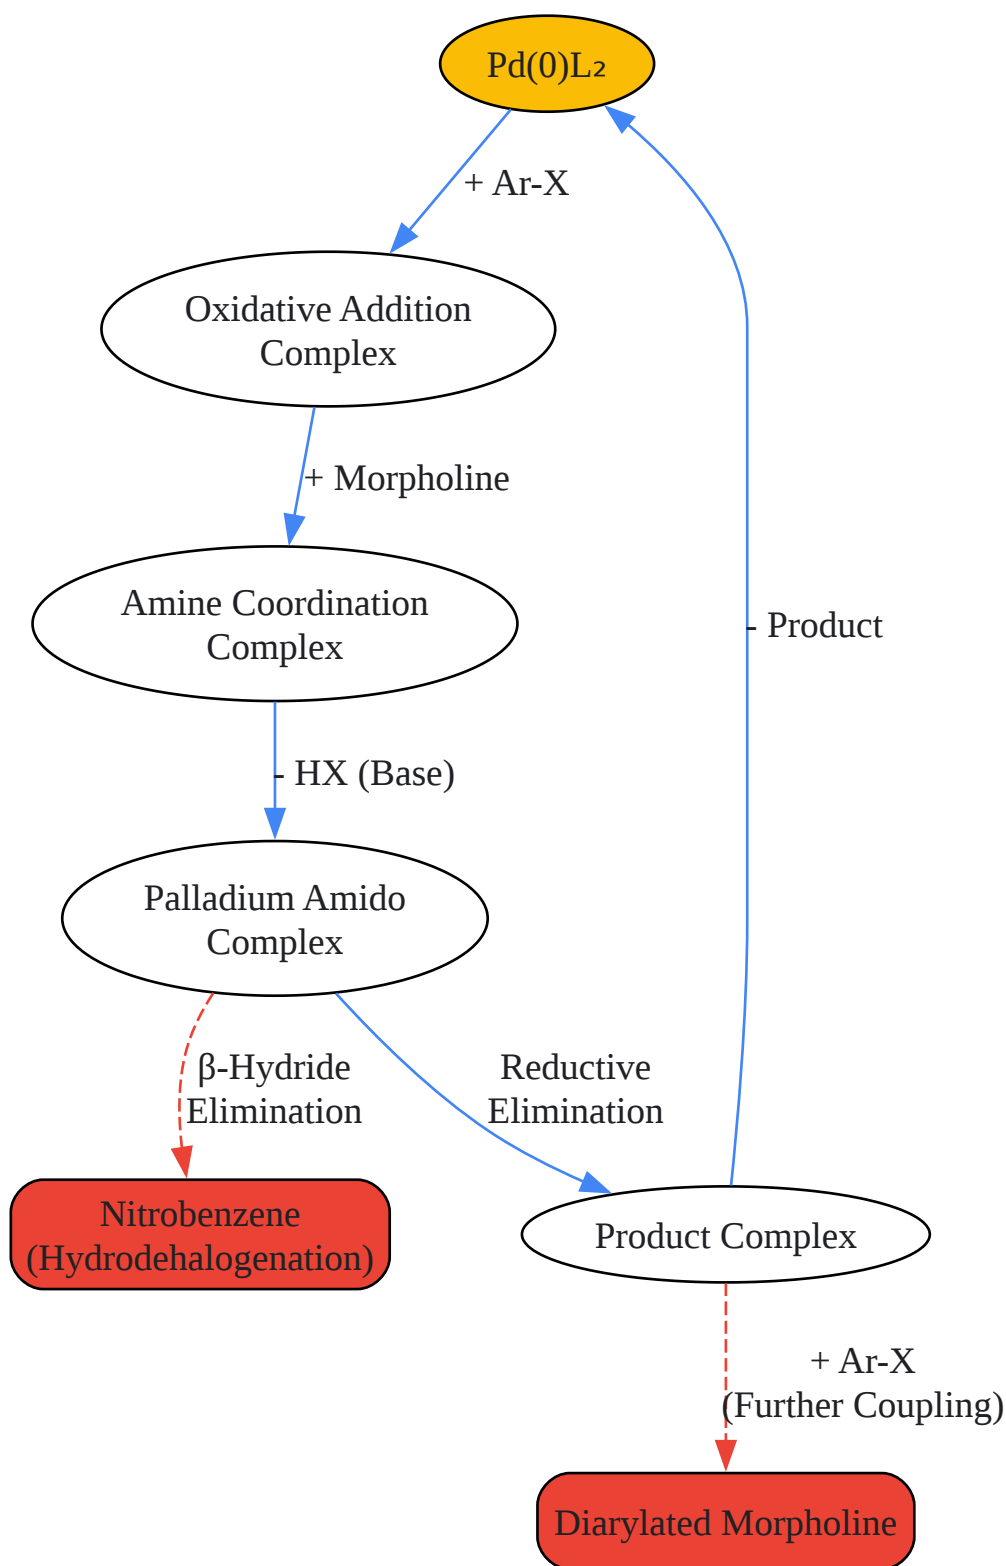 Pd(0)L₂
+ Ar-X
Oxidative Addition
Complex
+ Morpholine
Amine Coordination
Complex
- Product
- HX (Base)
Palladium Amido
Complex
β-Hydride
Elimination
Reductive
Elimination
Nitrobenzene
(Hydrodehalogenation)
Product Complex
+ Ar-X
(Further Coupling)
Diarylated Morpholine